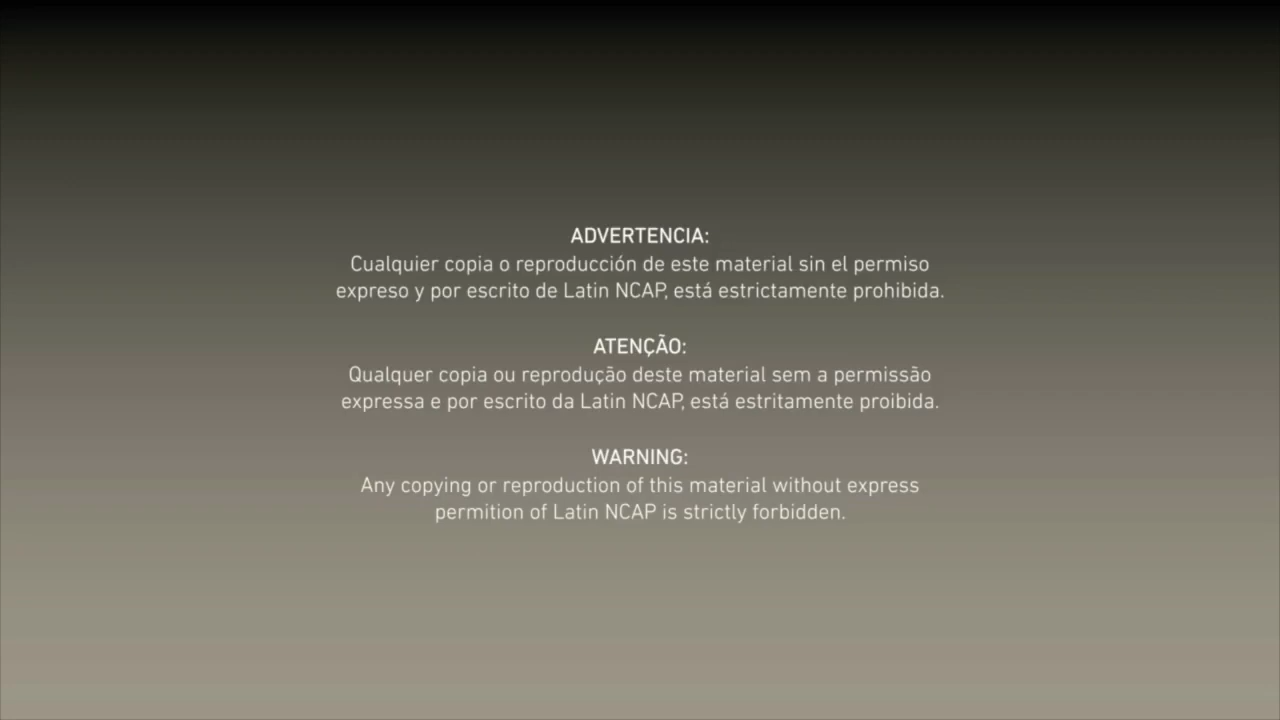 ADVERTENCIA:
Cualquier copia o reproducción de este material sin el permiso
expreso y por escrito de Latin NCAP, está estrictamente prohibida.
ATENÇÃO:
Qualquer copia ou reprodução deste material sem a permissão
expressa e por escrito da Latin NCAP, está estritamente proibida.
WARNING:
Any copying or reproduction of this material without express
permition of Latin NCAP is strictly forbidden.